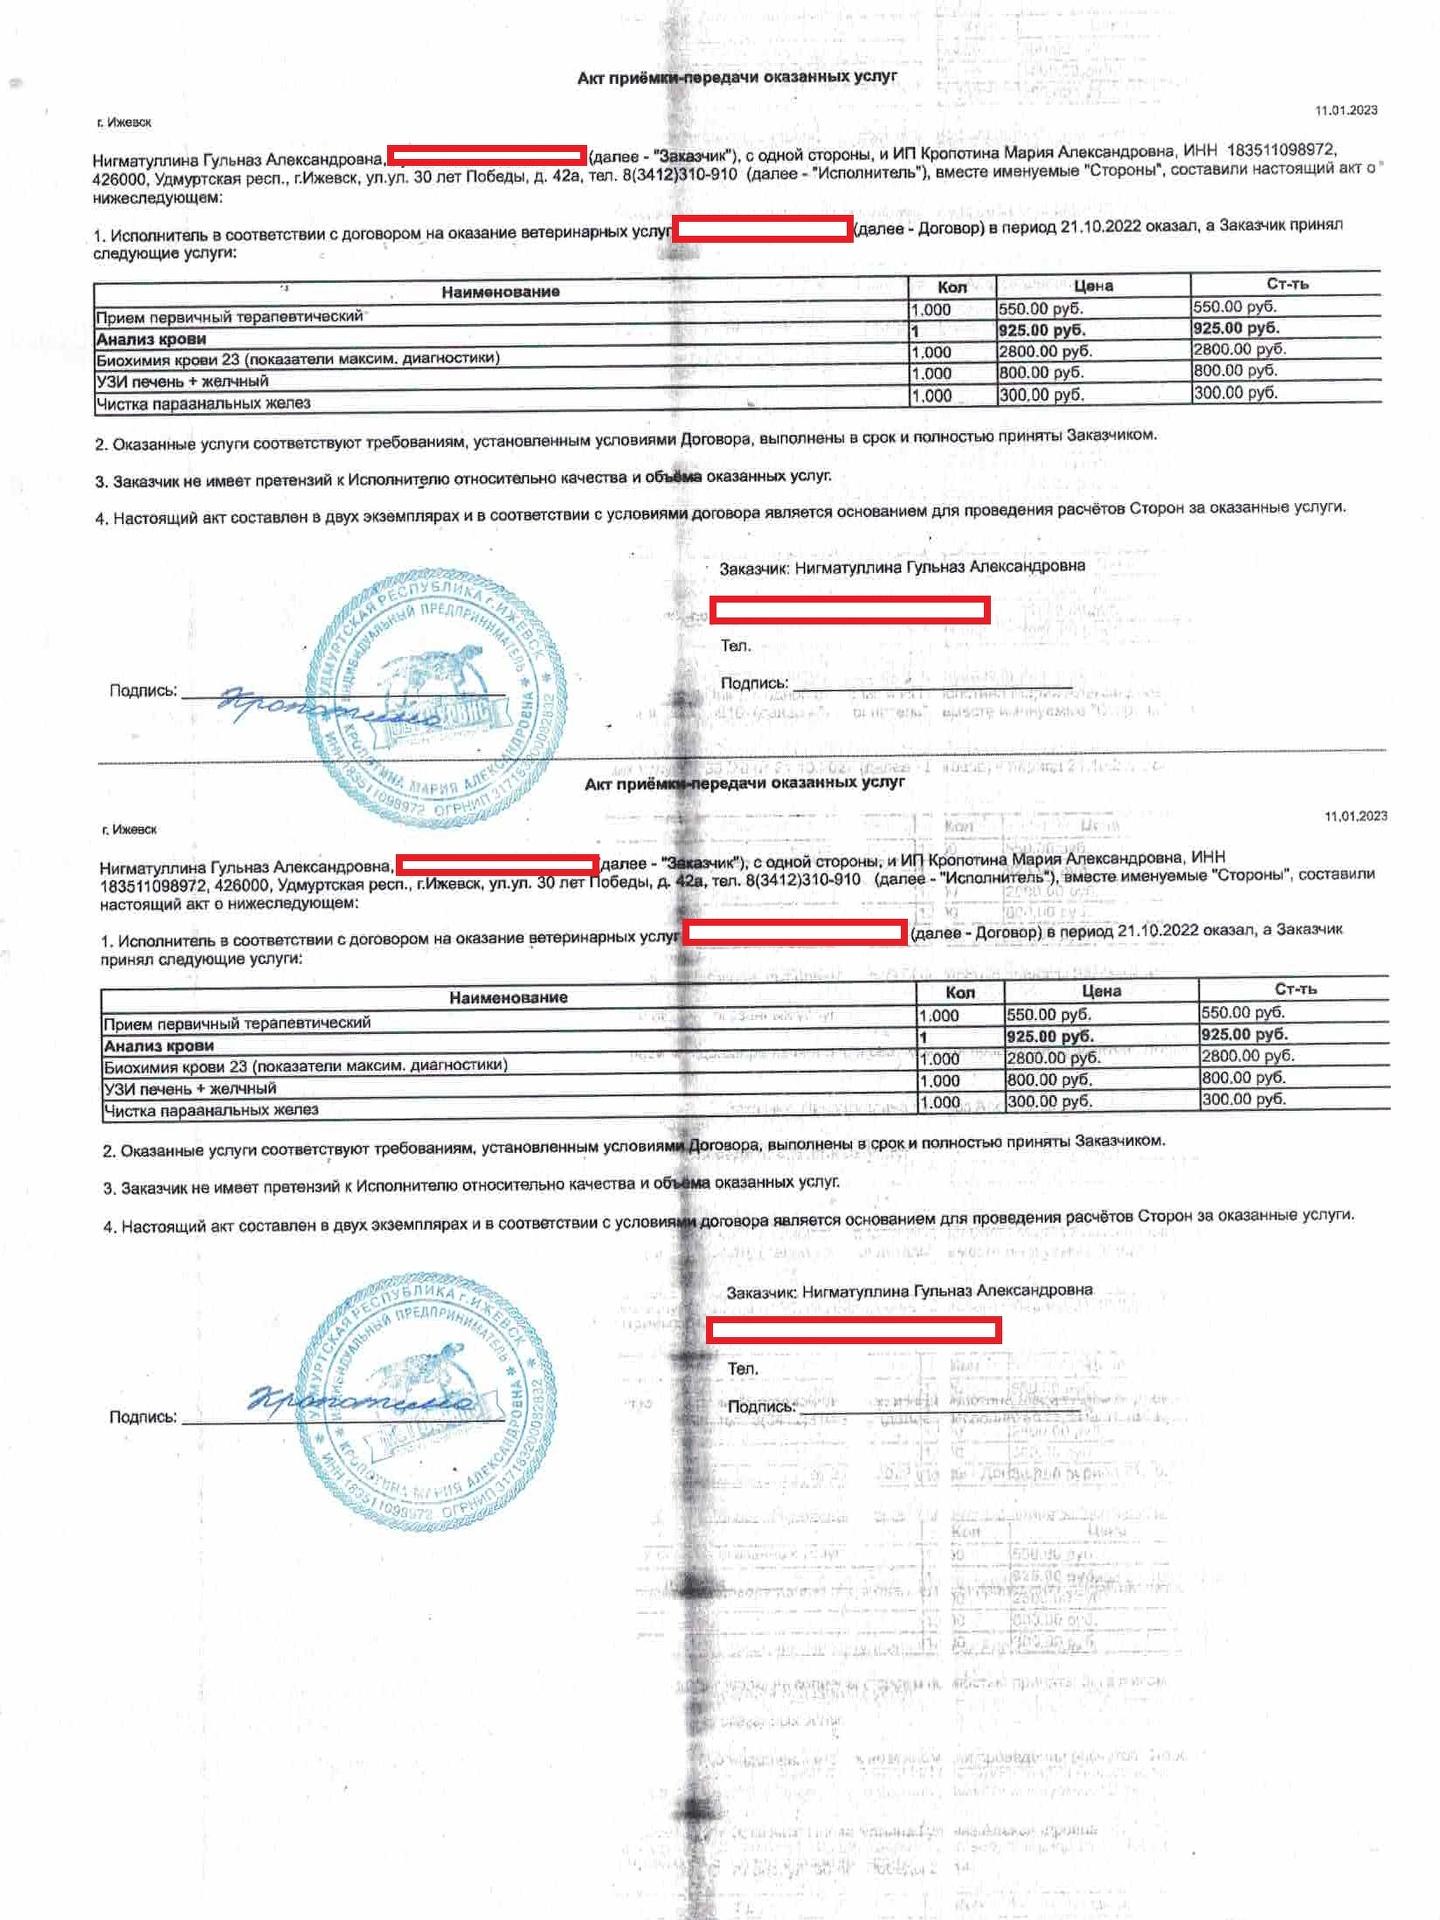 Акт приёмки-передачи оказанных услуг
11.01.2023
г. Ижевск
Нигматуллина Гульназ Александровна, (далее - "Заказчик"), с одной стороны, и ИП Кропотина Мария Александровна, ИНН 183511098972,
426000, Удмуртская респ., г.Ижевск, ул.ул. 30 лет Победы, д. 42а, тел. 8(3412)310-910 (далее - "Исполнитель"), вместе именуемые "Стороны", составили настоящий акт о
нижеследующем:
1. Исполнитель в соответствии с договором на оказание ветеринарных услуг (далее - Договор) в период 21.10.2022 оказал, а Заказчик принял
следующие услуги:
Наименование Кол Цена Ст-ть
Прием первичный терапевтический 1.000 550.00 руб. 550.00 руб.
Анализ крови 1 925.00 руб. 925.00 руб.
Биохимия крови 23 (показатели максим. диагностики) 1.000 2800.00 руб. 2800.00 руб.
УЗИ печень + желчный 1.000 800.00 руб. 800.00 руб.
Чистка параанальных желез 1.000 300.00 руб. 300.00 руб.
2. Оказанные услуги соответствуют требованиям, установленным условиями Договора, выполнены в срок и полностью приняты Заказчиком.
3. Заказчик не имеет претензий к Исполнителю относительно качества и объёма оказанных услуг.
4. Настоящий акт составлен в двух экземплярах и в соответствии с условиями договора является основанием для проведения расчётов Сторон за оказанные услуги.
Заказчик: Нигматуллина Гульназ Александровна
Тел.
Подпись: Кропотина
Подпись:
УДМУРТСКАЯ РЕСПУБЛИКА г. ИЖЕВСК
ИНДИВИДУАЛЬНЫЙ ПРЕДПРИНИМАТЕЛЬ
КРОПОТИНА МАРИЯ АЛЕКСАНДРОВНА
ИНН 183511098972 ОГРНИП 317183200082832
Акт приёмки-передачи оказанных услуг
11.01.2023
г. Ижевск
Нигматуллина Гульназ Александровна, далее - "Заказчик"), с одной стороны, и ИП Кропотина Мария Александровна, ИНН
183511098972, 426000, Удмуртская респ., г.Ижевск, ул.ул. 30 лет Победы, д. 42а, тел. 8(3412)310-910 (далее - "Исполнитель"), вместе именуемые "Стороны", составили
настоящий акт о нижеследующем:
1. Исполнитель в соответствии с договором на оказание ветеринарных услуг (далее - Договор) в период 21.10.2022 оказал, а Заказчик
принял следующие услуги:
Наименование Кол Цена Ст-ть
Прием первичный терапевтический 1.000 550.00 руб. 550.00 руб.
Анализ крови 1 925.00 руб. 925.00 руб.
Биохимия крови 23 (показатели максим. диагностики) 1.000 2800.00 руб. 2800.00 руб.
УЗИ печень + желчный 1.000 800.00 руб. 800.00 руб.
Чистка параанальных желез 1.000 300.00 руб. 300.00 руб.
2. Оказанные услуги соответствуют требованиям, установленным условиями Договора, выполнены в срок и полностью приняты Заказчиком.
3. Заказчик не имеет претензий к Исполнителю относительно качества и объёма оказанных услуг.
4. Настоящий акт составлен в двух экземплярах и в соответствии с условиями договора является основанием для проведения расчётов Сторон за оказанные услуги.
Заказчик: Нигматуллина Гульназ Александровна
Тел.
Подпись: Кропотина
Подпись:
УДМУРТСКАЯ РЕСПУБЛИКА г. ИЖЕВСК
ИНДИВИДУАЛЬНЫЙ ПРЕДПРИНИМАТЕЛЬ
КРОПОТИНА МАРИЯ АЛЕКСАНДРОВНА
ИНН 183511098972 ОГРНИП 317183200082832